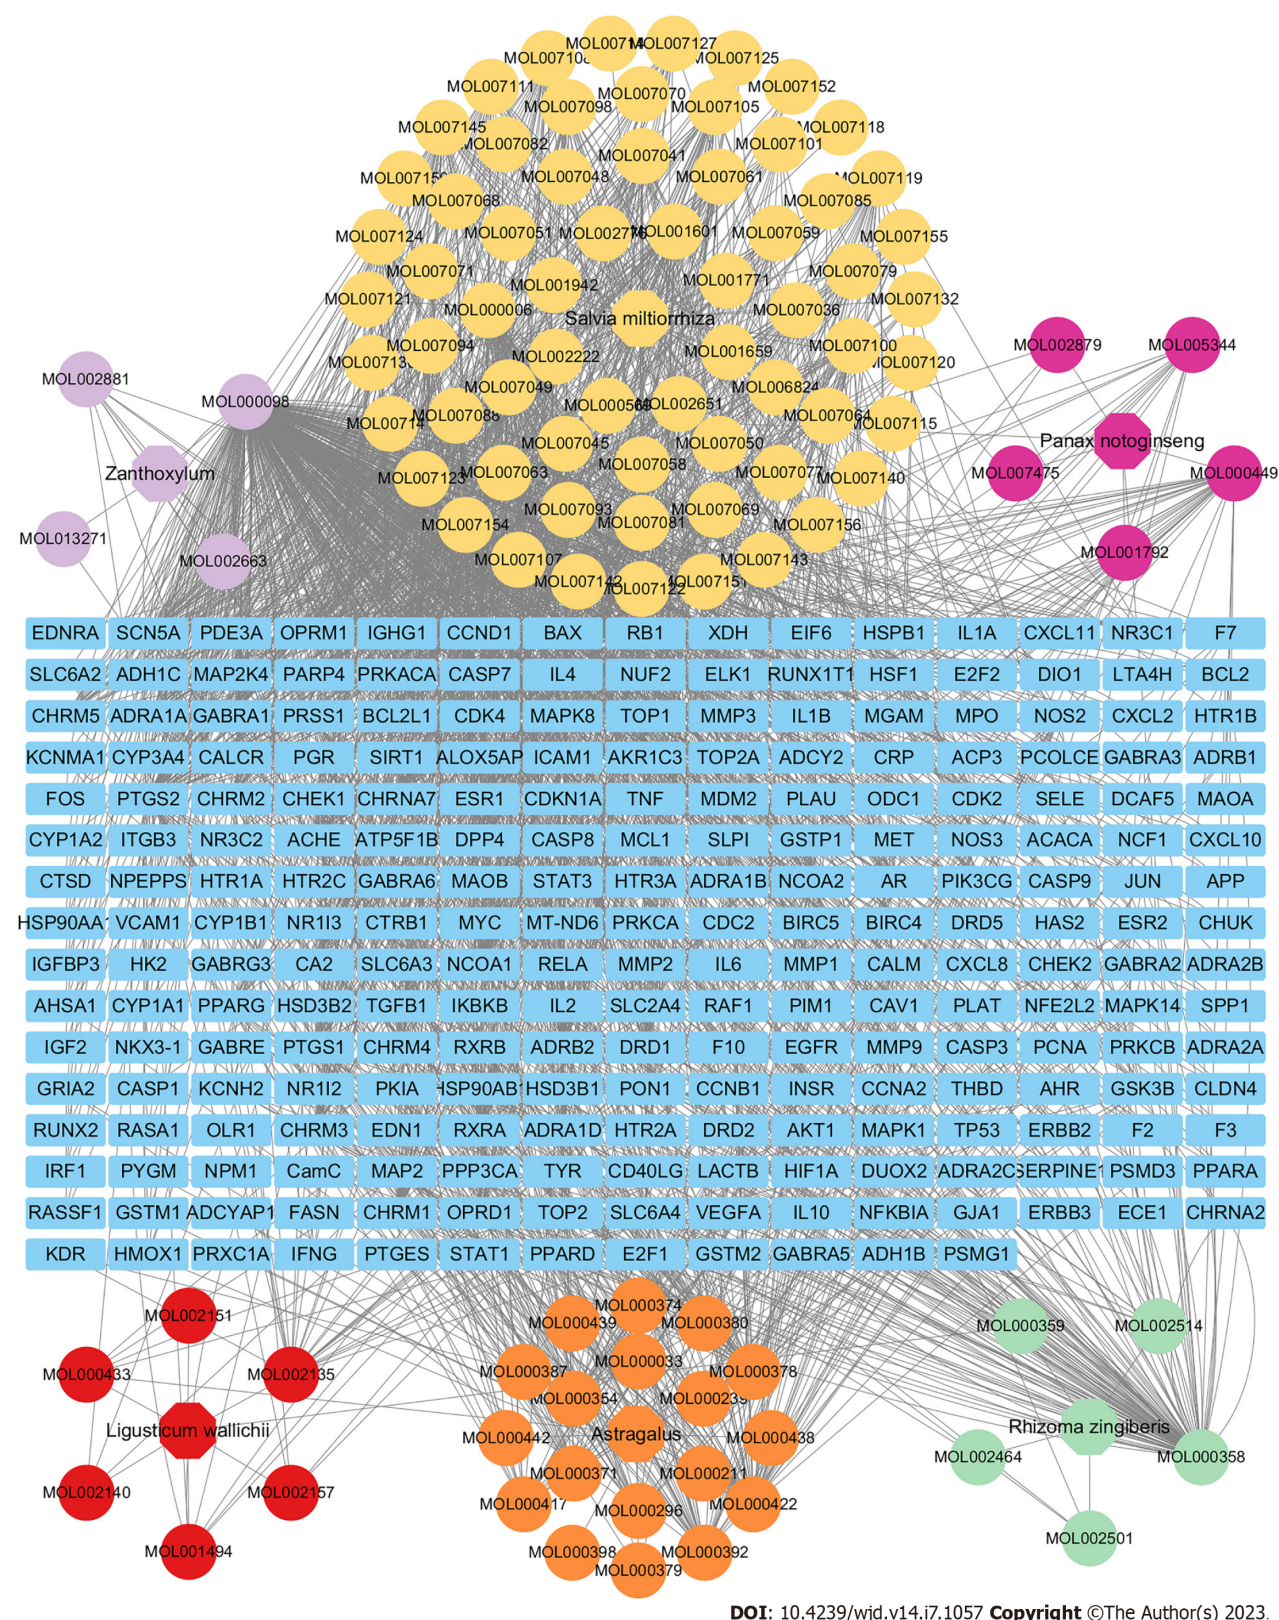 MOL007127
MOL007125
MOL007111
MOL007070
MOL007152
MOL007098
MOL007105
MOL007145
MOL007118
MOL007082
MOL007101
MOL007041
MOL007048
MOL007061
MOL007119
MOL007068
MOL007085
MOL007124
MOL007051
MOL001601
MOL007059
MOL007155
MOL007071
MOL001771
MOL007079
MOL001942
MOL007121
MOL000006
MOL007036
MOL007132
Salvia miltiorrhiza
MOL002879
MOL005344
MOL007094
MOL002222
MOL001659
MOL007100
MOL007120
MOL002881
MOL007049
MOL006824
MOL000098
MOL002651
MOL007088
MOL007064
MOL007115
MOL007045
MOL007050
Panax notoginseng
Zanthoxylum
MOL007123
MOL007063
MOL007058
MOL007077
MOL007140
MOL007475
MOL000449
MOL007093
MOL007069
MOL007154
MOL007081
MOL007156
MOL013271
MOL002663
MOL007107
MOL007143
MOL001792
MOL007142
MOL007122
MOL007151
EDNRA SCN5A PDE3A OPRM1 IGHG1 CCND1 BAX RB1 XDH EIF6 HSPB1 IL1A CXCL11 NR3C1 F7
SLC6A2 ADH1C MAP2K4 PARP4 PRKACA CASP7 IL4 NUF2 ELK1 RUNX1T1 HSF1 E2F2 DIO1 LTA4H BCL2
CHRM5 ADRA1A GABRA1 PRSS1 BCL2L1 CDK4 MAPK8 TOP1 MMP3 IL1B MGAM MPO NOS2 CXCL2 HTR1B
KCNMA1 CYP3A4 CALCR PGR SIRT1 ALOX5AP ICAM1 AKR1C3 TOP2A ADCY2 CRP ACP3 PCOLCE GABRA3 ADRB1
FOS PTGS2 CHRM2 CHEK1 CHRNA7 ESR1 CDKN1A TNF MDM2 PLAU ODC1 CDK2 SELE DCAF5 MAOA
CYP1A2 ITGB3 NR3C2 ACHE ATP5F1B DPP4 CASP8 MCL1 SLPI GSTP1 MET NOS3 ACACA NCF1 CXCL10
CTSD NPEPPS HTR1A HTR2C GABRA6 MAOB STAT3 HTR3A ADRA1B NCOA2 AR PIK3CG CASP9 JUN APP
HSP90AA VCAM1 CYP1B1 NR1I3 CTRB1 MYC MT-ND6 PRKCA CDC2 BIRC5 BIRC4 DRD5 HAS2 ESR2 CHUK
IGFBP3 HK2 GABRG3 CA2 SLC6A3 NCOA1 RELA MMP2 IL6 MMP1 CALM CXCL8 CHEK2 GABRA2 ADRA2B
AHSA1 CYP1A1 PPARG HSD3B2 TGFB1 IKBKB IL2 SLC2A4 RAF1 PIM1 CAV1 PLAT NFE2L2 MAPK14 SPP1
IGF2 NKX3-1 GABRE PTGS1 CHRM4 RXRB ADRB2 DRD1 F10 EGFR MMP9 CASP3 PCNA PRKCB ADRA2A
GRIA2 CASP1 KCNH2 NR1I2 PKIA HSP90AB HSD3B1 PON1 CCNB1 INSR CCNA2 THBD AHR GSK3B CLDN4
RUNX2 RASA1 OLR1 CHRM3 EDN1 RXRA ADRA1D HTR2A DRD2 AKT1 MAPK1 TP53 ERBB2 F2 F3
IRF1 PYGM NPM1 CamC MAP2 PPP3CA TYR CD40LG LACTB HIF1A DUOX2 ADRA2C SERPINE1 PSMD3 PPARA
RASSF1 GSTM1 ADCYAP1 FASN CHRM1 OPRD1 TOP2 SLC6A4 VEGFA IL10 NFKBIA GJA1 ERBB3 ECE1 CHRNA2
KDR HMOX1 PRXC1A IFNG PTGES STAT1 PPARD E2F1 GSTM2 GABRA5 ADH1B PSMG1
MOL002151
MOL000374
MOL000439
MOL000380
MOL000359
MOL002514
MOL000433
MOL002135
MOL000387
MOL000033
MOL000378
MOL000354
MOL000239
Ligusticum wallichii
Astragalus
Rhizoma zingiberis
MOL000442
MOL000438
MOL002464
MOL000358
MOL000371
MOL000211
MOL002140
MOL002157
MOL000417
MOL000296
MOL000422
MOL002501
MOL001494
MOL000398
MOL000392
MOL000379
DOI: 10.4239/wjd.v14.i7.1057 Copyright ©The Author(s) 2023.